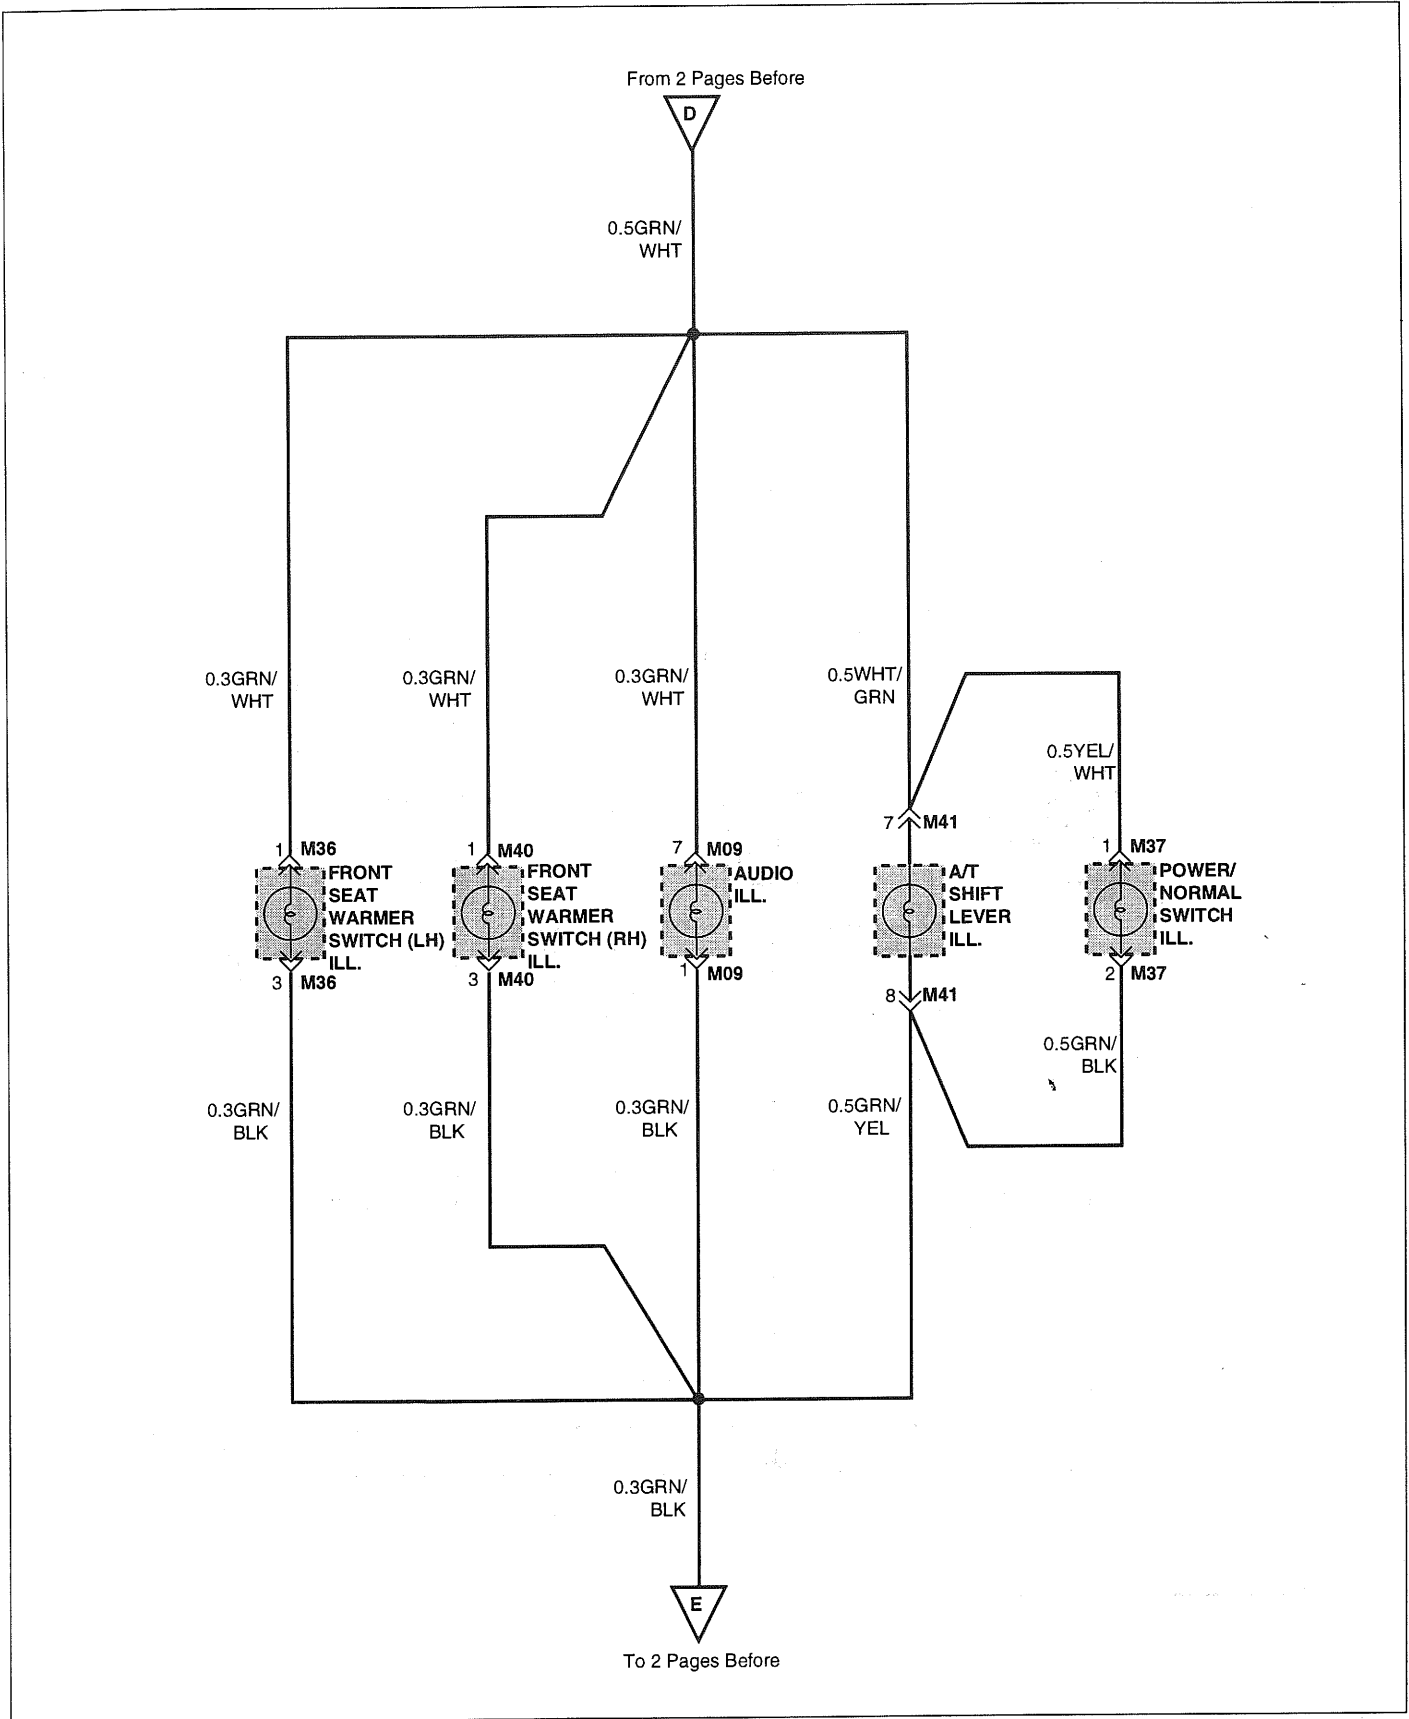 From 2 Pages Before
D
0.5GRN/
WHT
0.3GRN/
WHT
0.3GRN/
WHT
0.3GRN/
WHT
0.5WHT/
GRN
0.5YEL/
WHT
1 M36
FRONT
SEAT
WARMER
SWITCH (LH)
ILL.
3 M36
1 M40
FRONT
SEAT
WARMER
SWITCH (RH)
ILL.
3 M40
7 M09
AUDIO
ILL.
1 M09
7 M41
A/T
SHIFT
LEVER
ILL.
8 M41
1 M37
POWER/
NORMAL
SWITCH
ILL.
2 M37
0.3GRN/
BLK
0.3GRN/
BLK
0.3GRN/
BLK
0.5GRN/
YEL
0.5GRN/
BLK
0.3GRN/
BLK
E
To 2 Pages Before